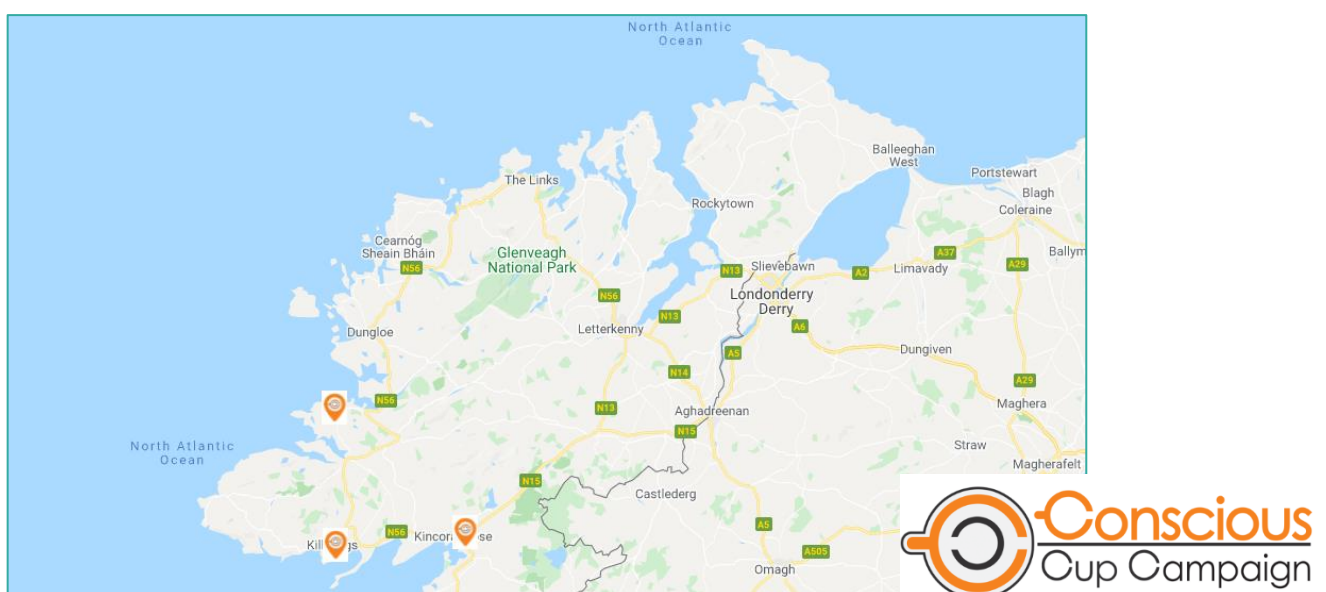 North Atlantic
Ocean
Balleeghan
West
Portstewart
The Links
Blagh
Rockytown
Coleraine
Cearnóg
Sheain Bháin
Glenveagh
National Park
A37
Ballym
N56
N13
Slievebawn
A2
Limavady
A29
N56
Londonderry
Derry
N13
Dungloe
Letterkenny
A6
A5
Dungiven
N14
A29
N56
N13
Aghadreenan
Maghera
N15
North Atlantic
Ocean
Straw
Magherafelt
N15
Castlederg
A5
N56
Kincora
A505
Omagh
Conscious
Cup Campaign